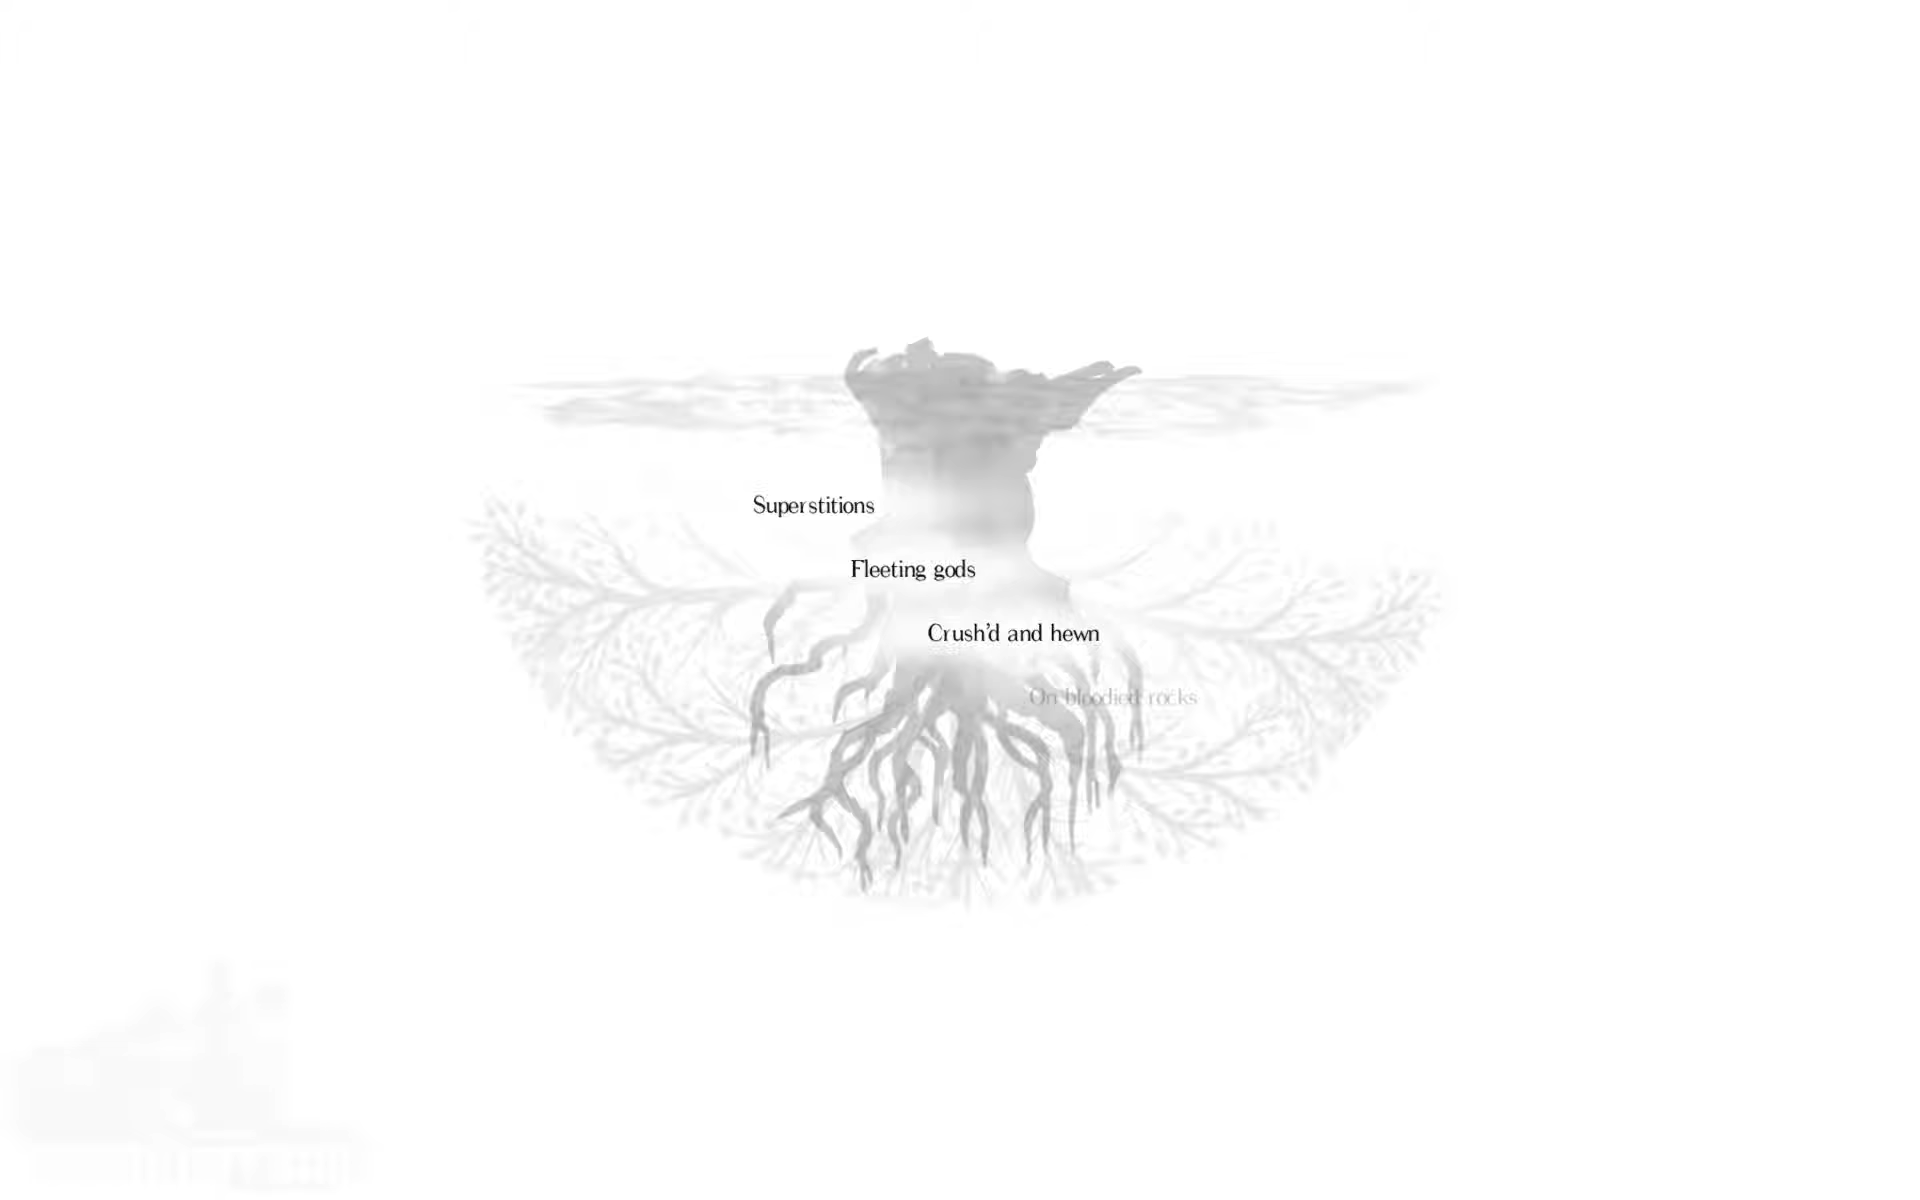 Superstitions
Fleeting gods
Crush'd and hewn
On bloodied rocks